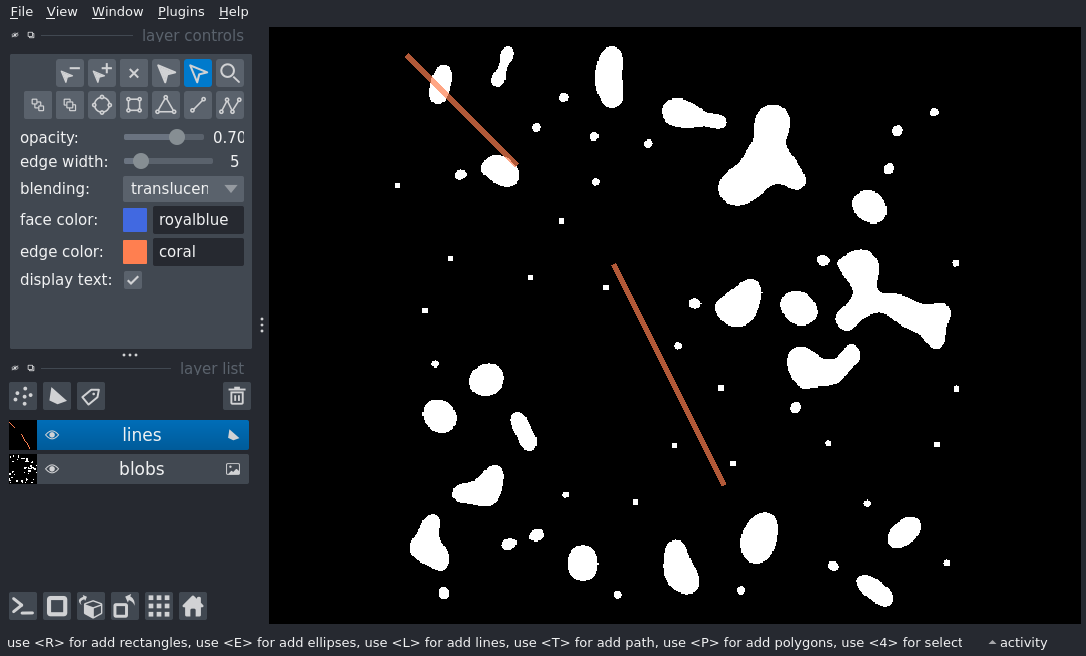 File View Window Plugins Help
layer controls
opacity: 0.70
edge width: 5
blending: translucen
face color: royalblue
edge color: coral
display text:
layer list
lines
blobs
use <R> for add rectangles, use <E> for add ellipses, use <L> for add lines, use <T> for add path, use <P> for add polygons, use <4> for select
activity